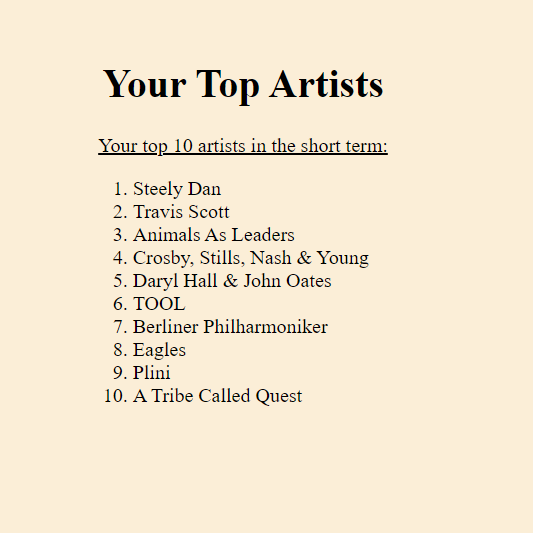 Your Top Artists
Your top 10 artists in the short term:
1. Steely Dan
2. Travis Scott
3. Animals As Leaders
4. Crosby, Stills, Nash & Young
5. Daryl Hall & John Oates
6. TOOL
7. Berliner Philharmoniker
8. Eagles
9. Plini
10. A Tribe Called Quest